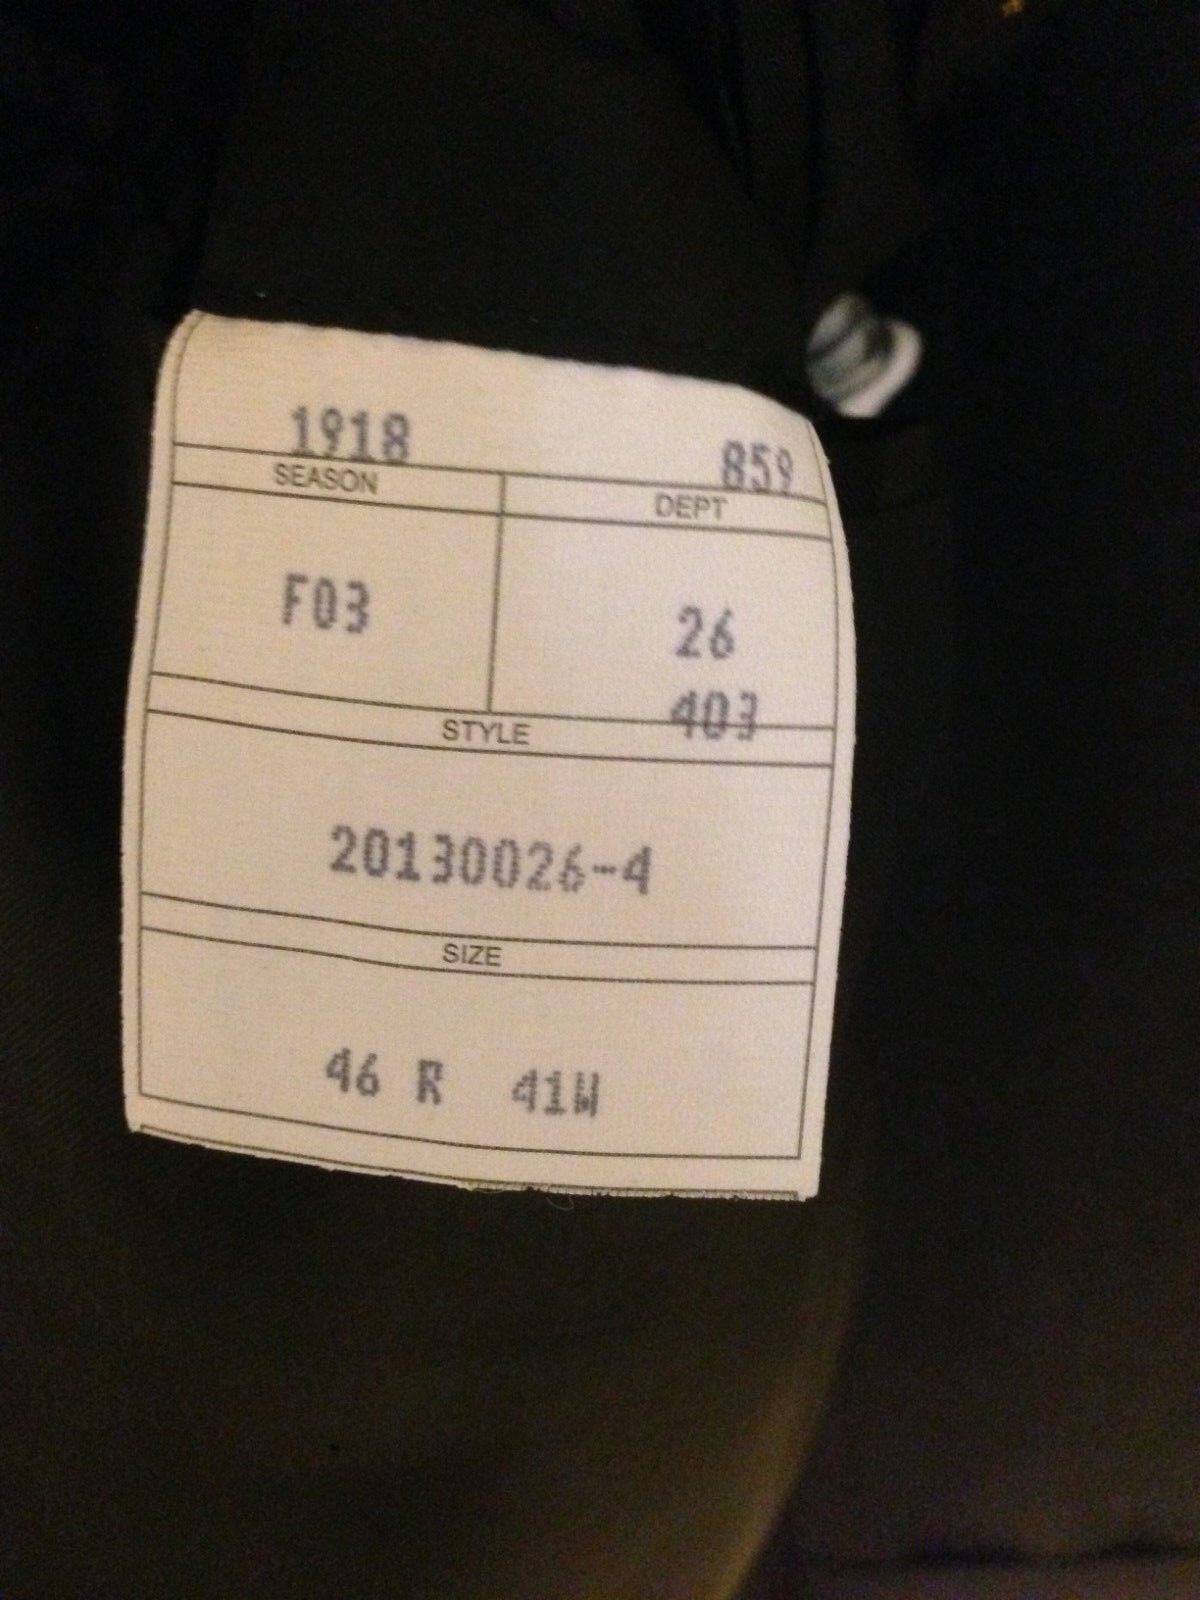 1918 859
SEASON DEPT
F03 26
403
STYLE
20130026-4
SIZE
46 R 41W